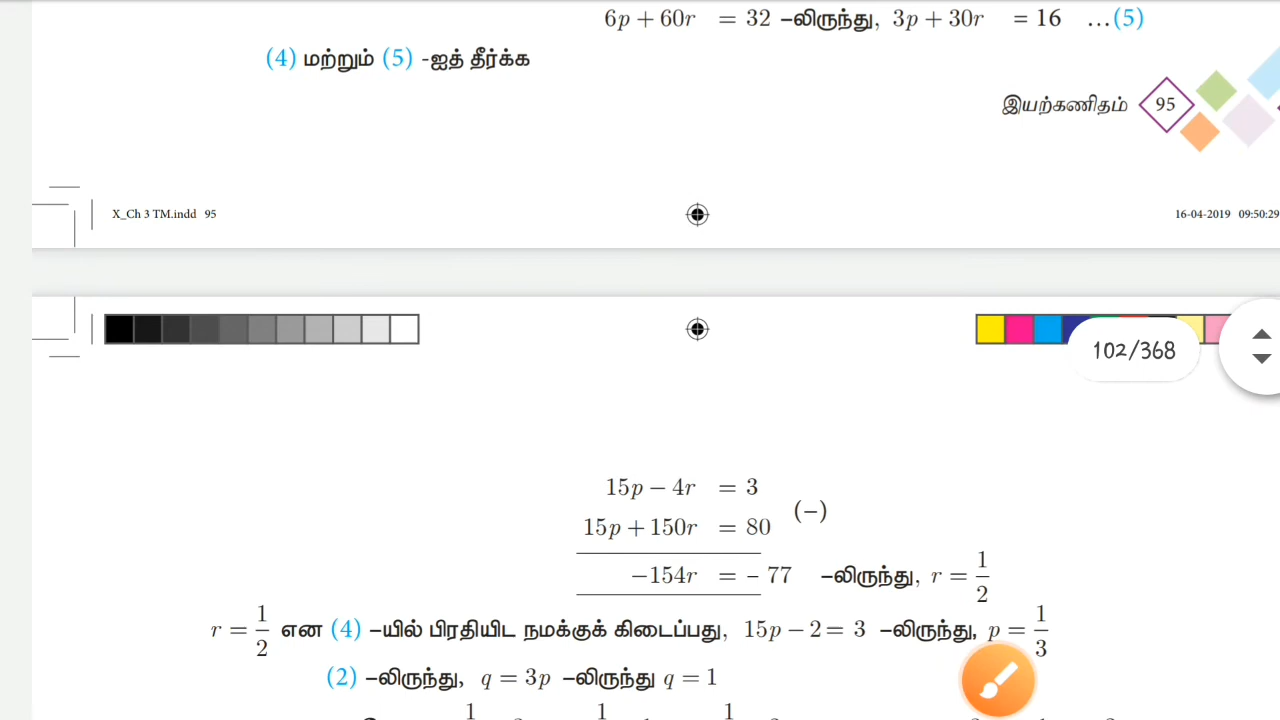 6p + 60r = 32 –லிருந்து, 3p + 30r = 16 ...(5)
(4) மற்றும் (5) -ஐத் தீர்க்க
இயற்கணிதம் 95
X_Ch 3 TM.indd 95
16-04-2019 09:50:29
102/368
15p − 4r = 3
(−)
15p + 150r = 80
−154r = – 77 –லிருந்து, r = 1/2
r = 1/2 என (4) –யில் பிரதியிட நமக்குக் கிடைப்பது, 15p − 2 = 3 –லிருந்து, p = 1/3
(2) –லிருந்து, q = 3p –லிருந்து q = 1